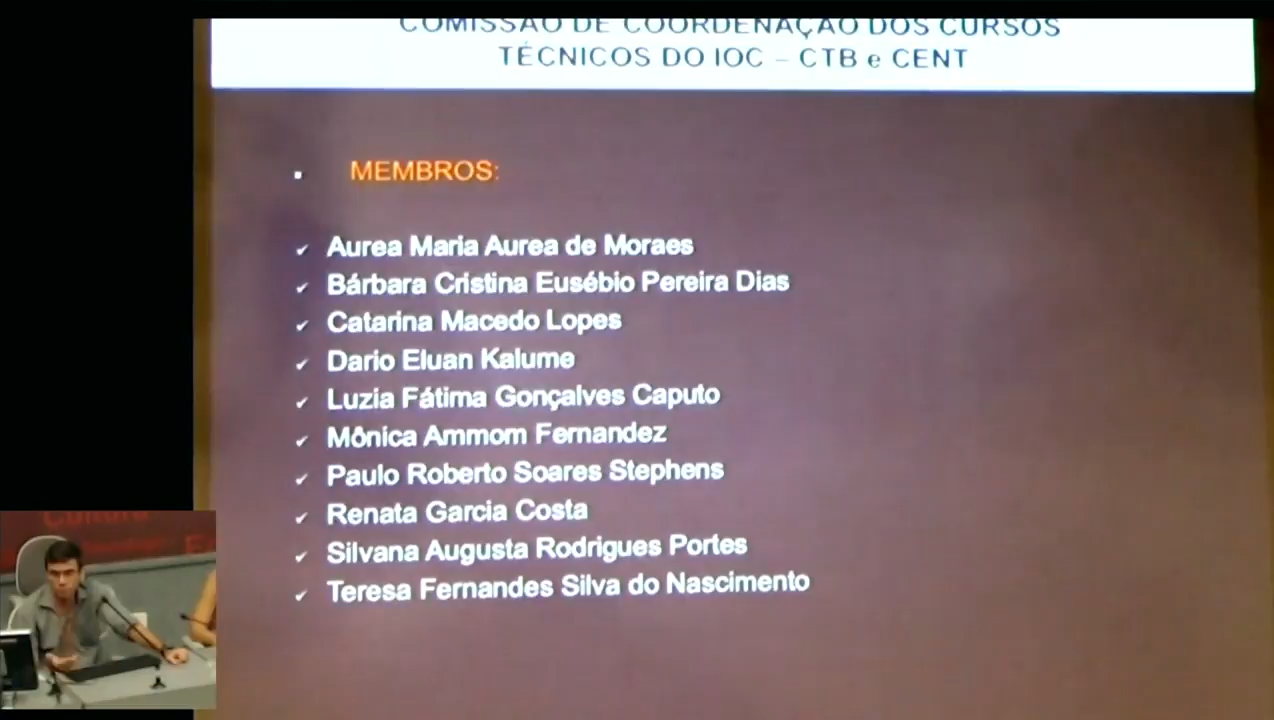 COMISSÃO DE COORDENAÇÃO DOS CURSOS
TÉCNICOS DO IOC – CTB e CENT
MEMBROS:
Aurea Maria Aurea de Moraes
Bárbara Cristina Eusébio Pereira Dias
Catarina Macedo Lopes
Dario Eluan Kalume
Luzia Fátima Gonçalves Caputo
Mônica Ammom Fernandez
Paulo Roberto Soares Stephens
Renata Garcia Costa
Silvana Augusta Rodrigues Portes
Teresa Fernandes Silva do Nascimento